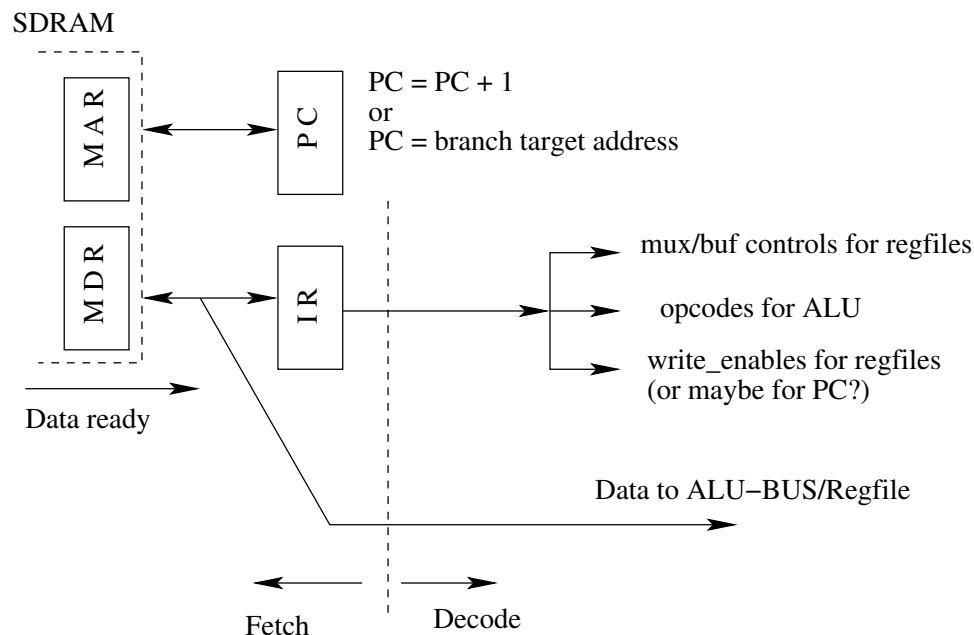 SDRAM
MAR
PC
PC = PC + 1
or
PC = branch target address
MDR
IR
mux/buf controls for regfiles
opcodes for ALU
write_enables for regfiles
(or maybe for PC?)
Data ready
Data to ALU−BUS/Regfile
Fetch
Decode